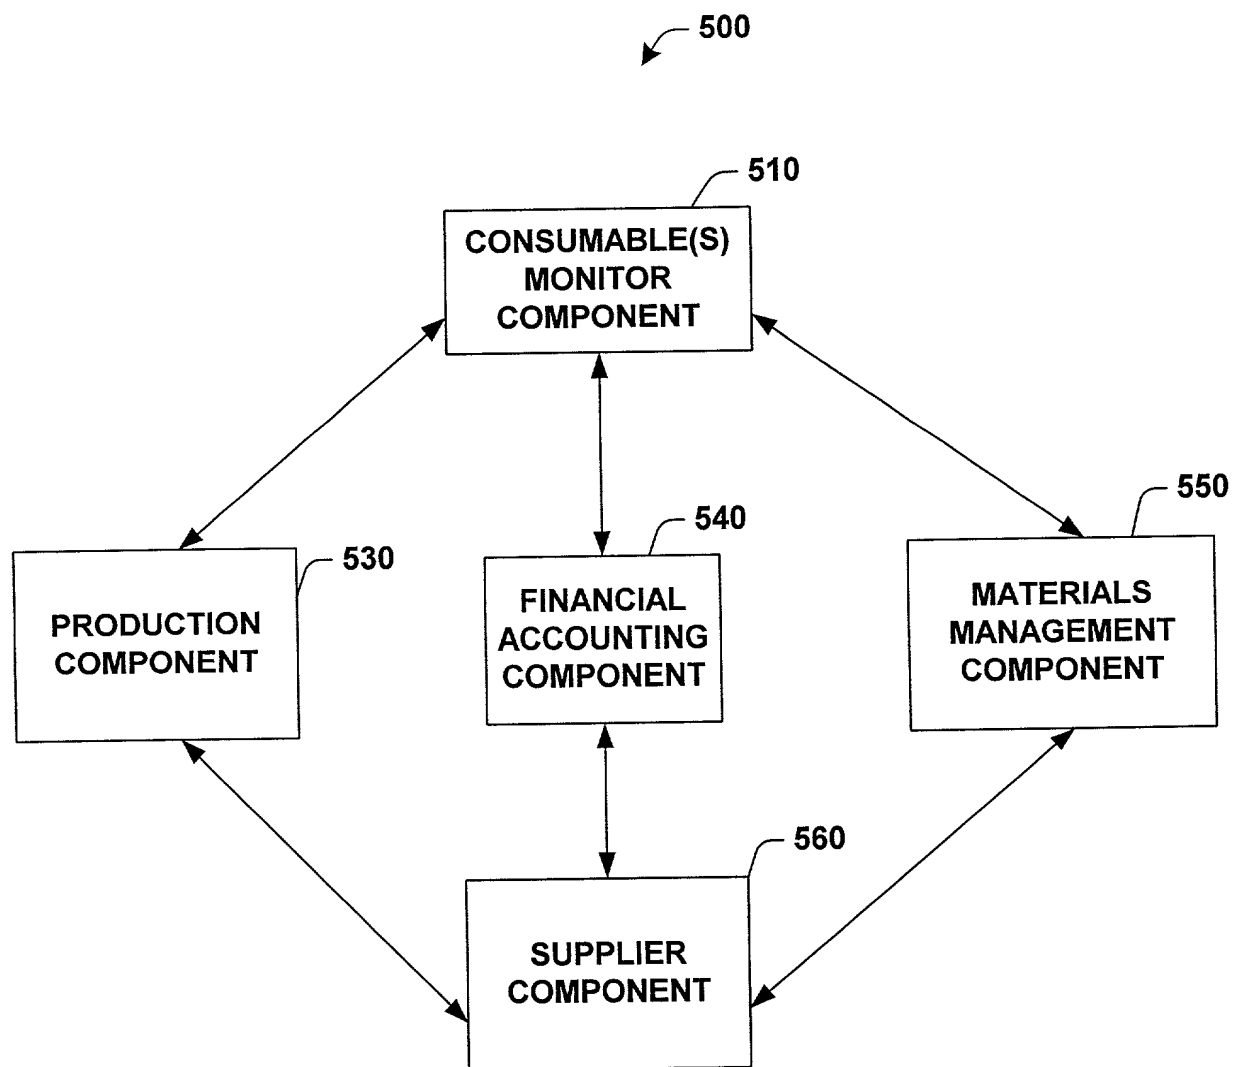 500
510
CONSUMABLE(S)
MONITOR
COMPONENT
550
540
530
PRODUCTION
COMPONENT
FINANCIAL
ACCOUNTING
COMPONENT
MATERIALS
MANAGEMENT
COMPONENT
560
SUPPLIER
COMPONENT